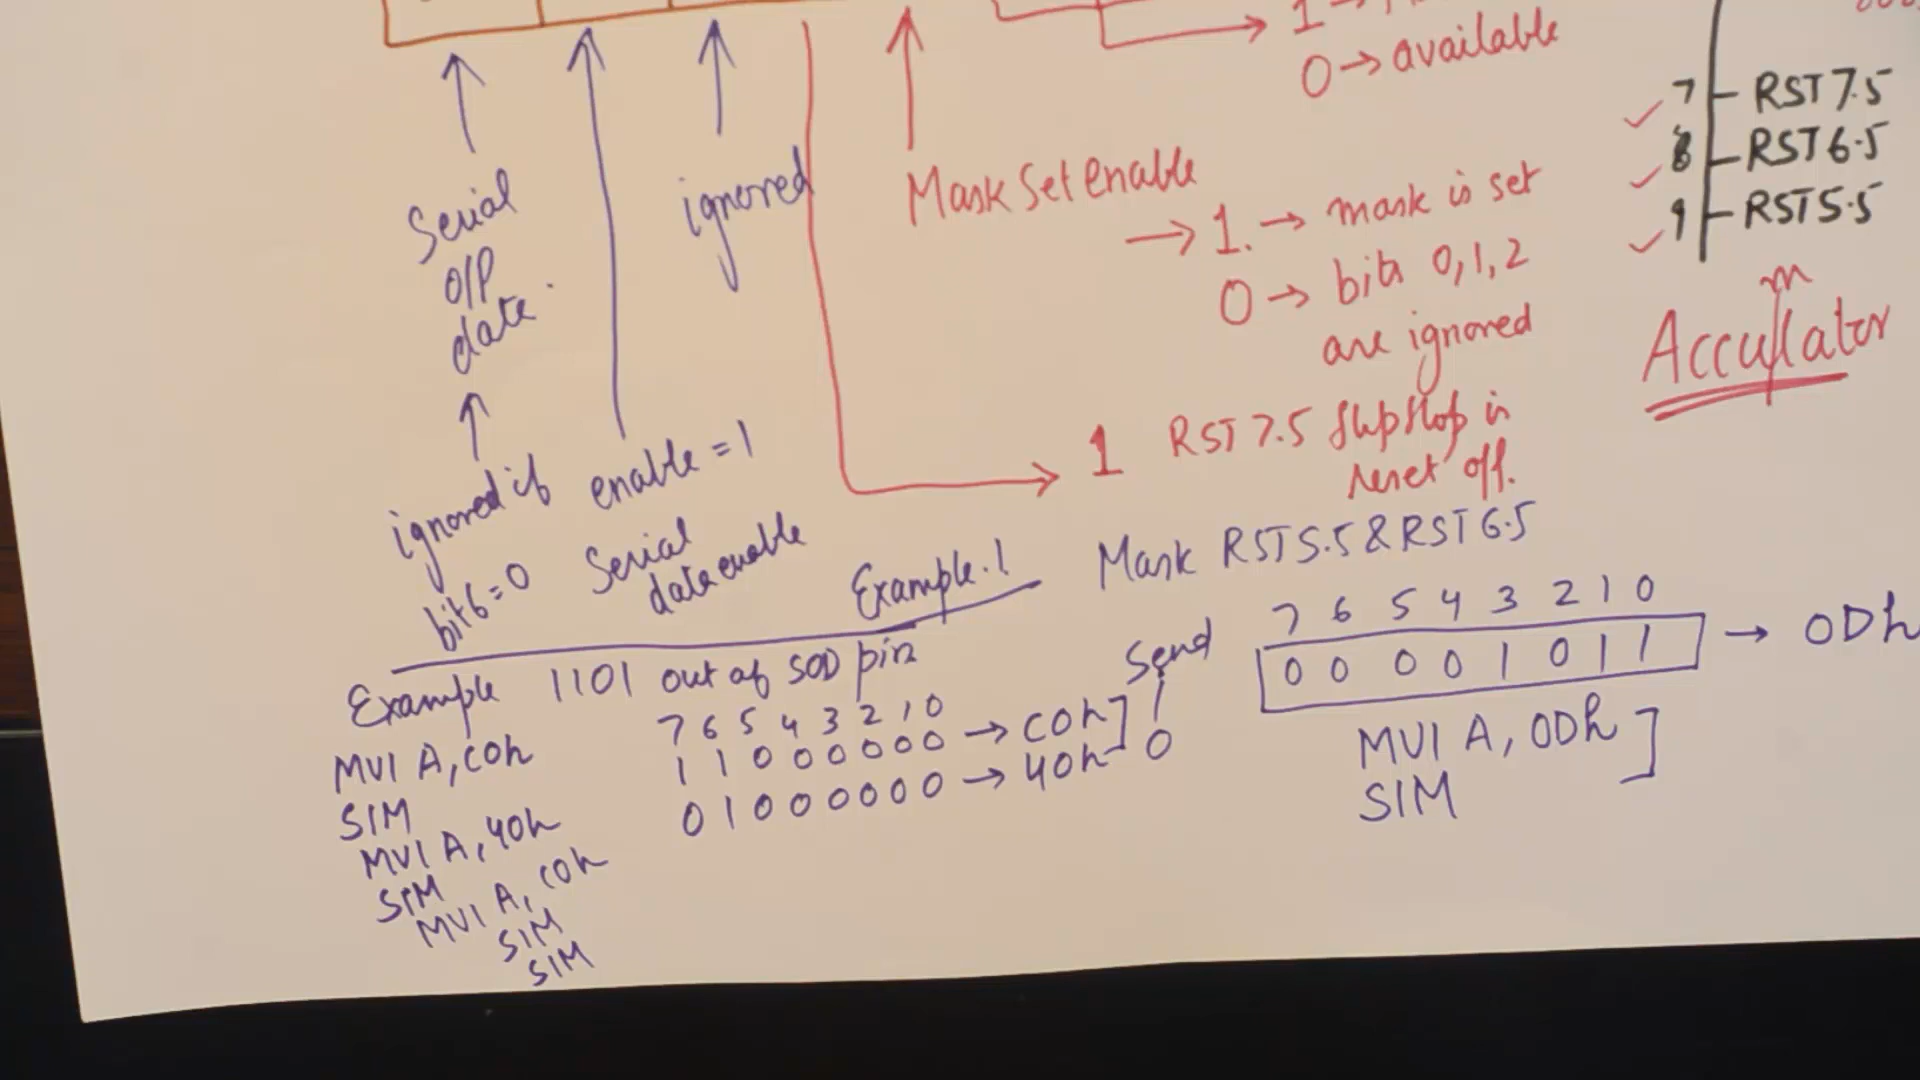 1 →
0 → available
7 - RST 7.5
8 - RST 6.5
9 - RST 5.5
Serial
O/P
date.
ignored
Mask Set enable
→ 1. → mask is set
0 → bits 0,1,2
are ignored
m
Accullator
ignored if
bit6=0
enable = 1
Serial
data enable
1 RST 7.5 flipflop is
reset off.
Example.1 Mask RST 5.5 & RST 6.5
7 6 5 4 3 2 1 0
0 0 0 0 1 0 1 1 → 0Dh
MVI A, 0Dh ]
SIM
Example 1101 out of SOD pin
7 6 5 4 3 2 1 0
1 1 0 0 0 0 0 0 → C0h ]
0 1 0 0 0 0 0 0 → 40h
Send
1
0
MVI A, C0h
SIM
MVI A, 40h
SIM
MVI A, C0h
SIM
SIM